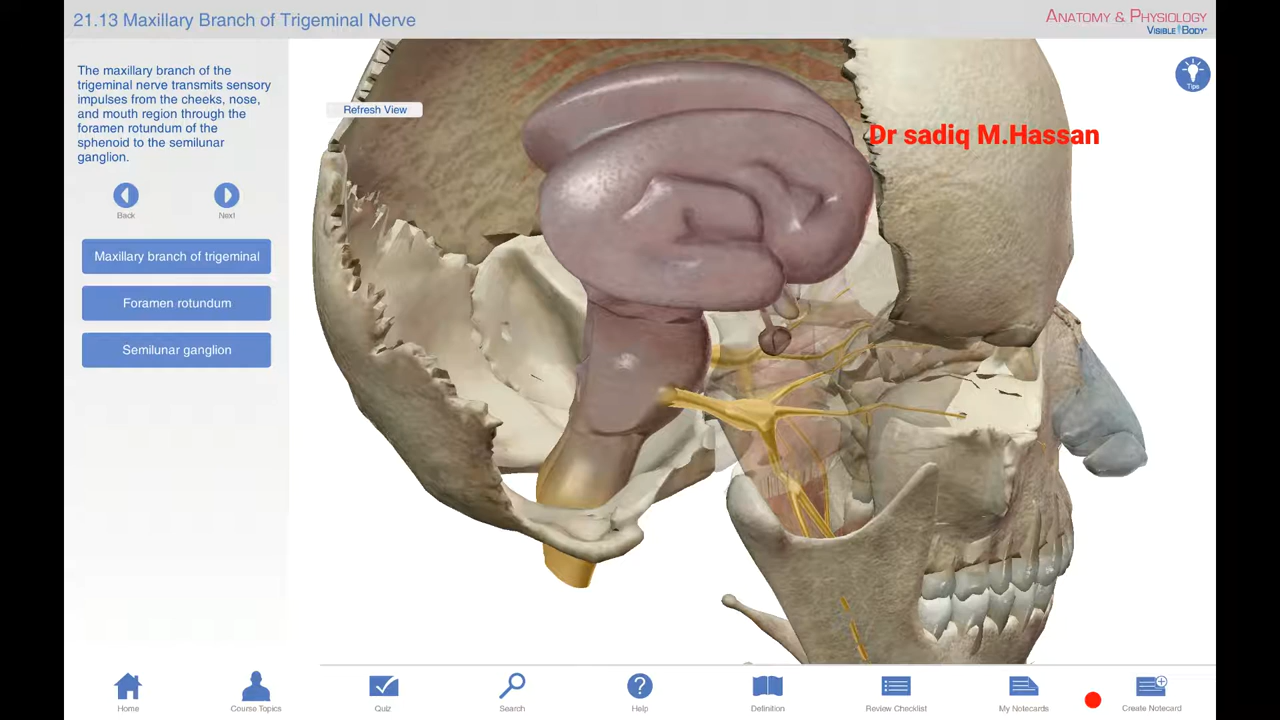 21.13 Maxillary Branch of Trigeminal Nerve
ANATOMY & PHYSIOLOGY
VISIBLE BODY
The maxillary branch of the
trigeminal nerve transmits sensory
impulses from the cheeks, nose,
and mouth region through the
foramen rotundum of the
sphenoid to the semilunar
ganglion.
Back
Next
Maxillary branch of trigeminal
Foramen rotundum
Semilunar ganglion
Refresh View
Tips
Dr sadiq M.Hassan
Home
Course Topics
Quiz
Search
Help
Definition
Review Checklist
My Notecards
Create Notecard